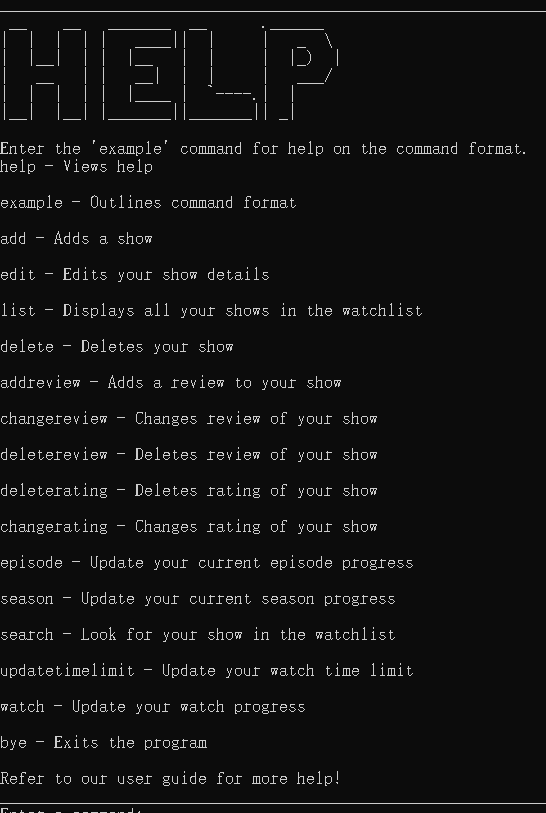 HELP
Enter the 'example' command for help on the command format.
help - Views help
example - Outlines command format
add - Adds a show
edit - Edits your show details
list - Displays all your shows in the watchlist
delete - Deletes your show
addreview - Adds a review to your show
changereview - Changes review of your show
deletereview - Deletes review of your show
deleterating - Deletes rating of your show
changerating - Changes rating of your show
episode - Update your current episode progress
season - Update your current season progress
search - Look for your show in the watchlist
updatetimelimit - Update your watch time limit
watch - Update your watch progress
bye - Exits the program
Refer to our user guide for more help!
Enter a command: